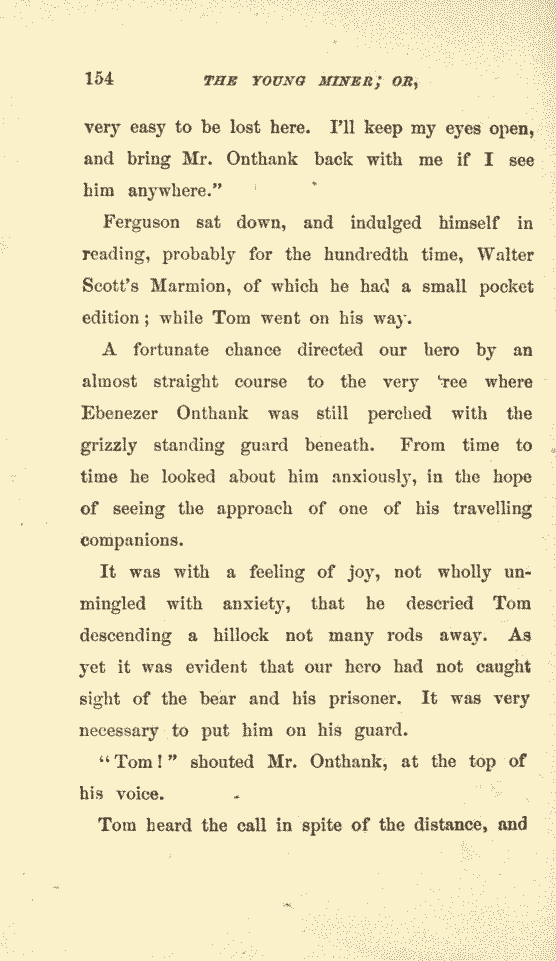 154 THE YOUNG MINER; OR,
very easy to be lost here. I'll keep my eyes open,
and bring Mr. Onthank back with me if I see
him anywhere."
Ferguson sat down, and indulged himself in
reading, probably for the hundredth time, Walter
Scott's Marmion, of which he had a small pocket
edition; while Tom went on his way.
A fortunate chance directed our hero by an
almost straight course to the very 'ree where
Ebenezer Onthank was still perched with the
grizzly standing guard beneath. From time to
time he looked about him anxiously, in the hope
of seeing the approach of one of his travelling
companions.
It was with a feeling of joy, not wholly un-
mingled with anxiety, that he descried Tom
descending a hillock not many rods away. As
yet it was evident that our hero had not caught
sight of the bear and his prisoner. It was very
necessary to put him on his guard.
"Tom!" shouted Mr. Onthank, at the top of
his voice.
Tom heard the call in spite of the distance, and